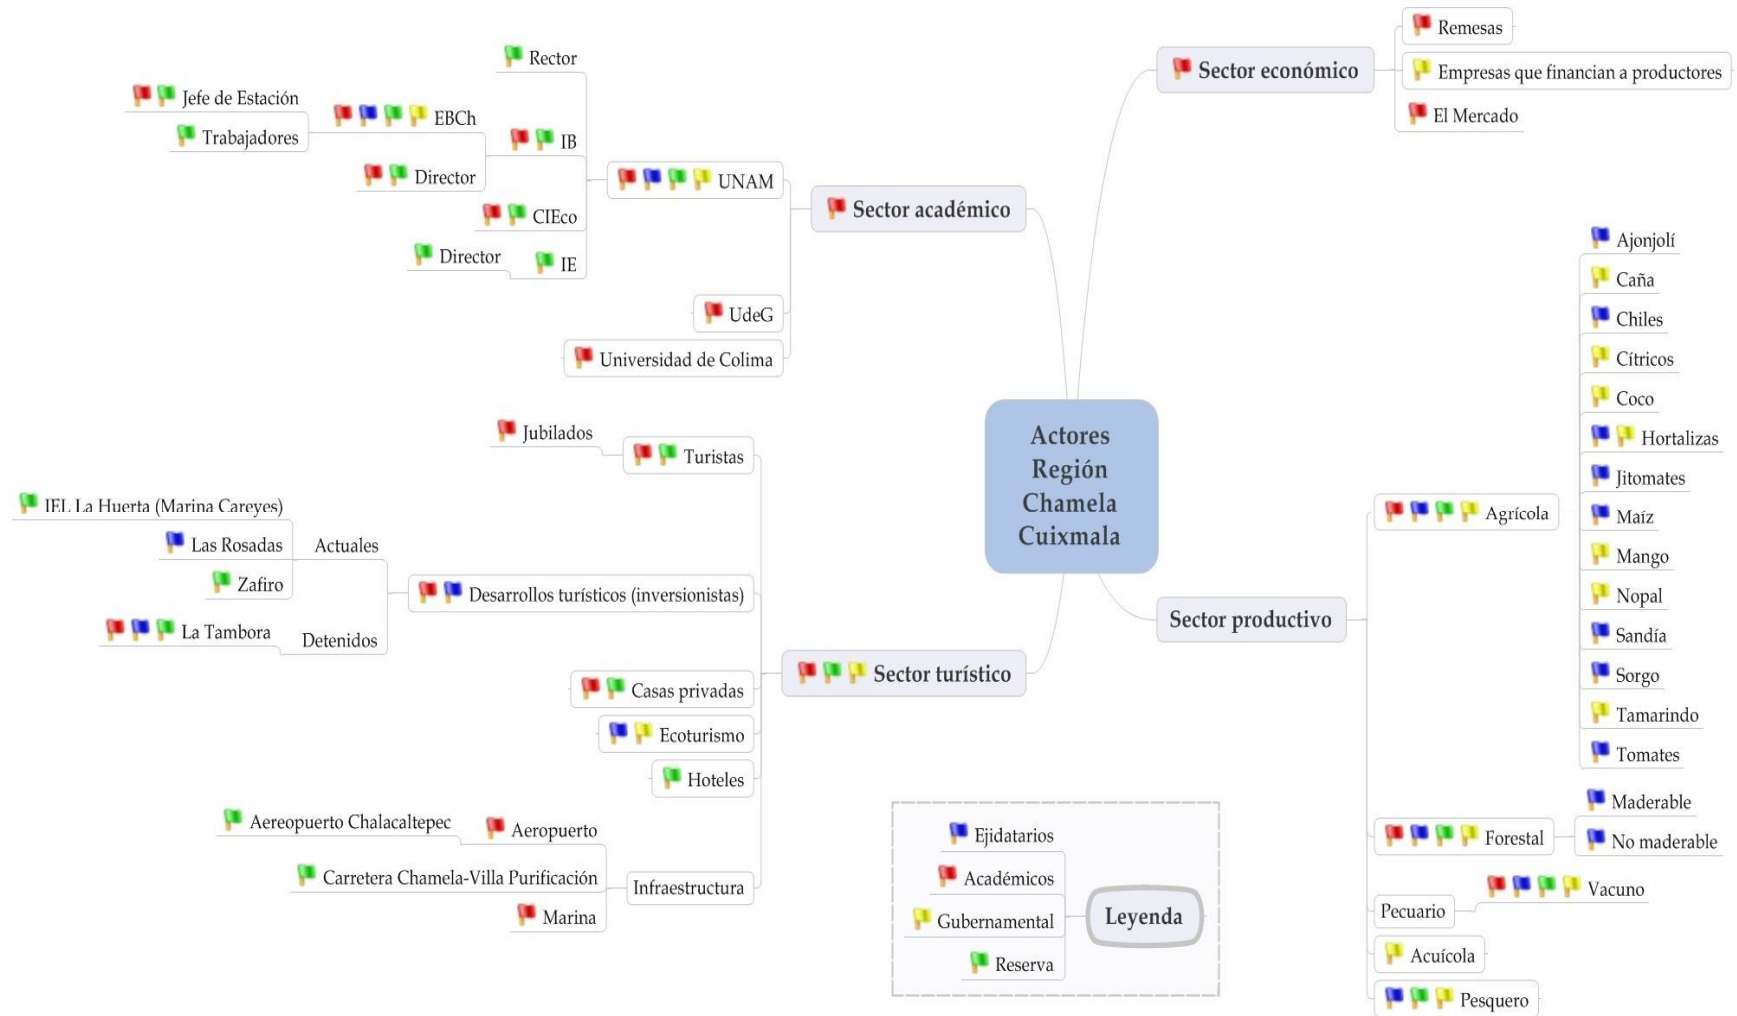 Actores
Región
Chamela
Cuixmala
Sector académico
UNAM
Rector
IB
EBCh
Jefe de Estación
Trabajadores
Director
CIEco
IE
Director
UdeG
Universidad de Colima
Sector turístico
Turistas
Jubilados
Desarrollos turísticos (inversionistas)
Actuales
IEL La Huerta (Marina Careyes)
Las Rosadas
Zafiro
Detenidos
La Tambora
Casas privadas
Ecoturismo
Hoteles
Infraestructura
Aeropuerto
Aereopuerto Chalacaltepec
Carretera Chamela-Villa Purificación
Marina
Sector económico
Remesas
Empresas que financian a productores
El Mercado
Sector productivo
Agrícola
Ajonjolí
Caña
Chiles
Cítricos
Coco
Hortalizas
Jitomates
Maíz
Mango
Nopal
Sandía
Sorgo
Tamarindo
Tomates
Forestal
Maderable
No maderable
Pecuario
Vacuno
Acuícola
Pesquero
Leyenda
Ejidatarios
Académicos
Gubernamental
Reserva